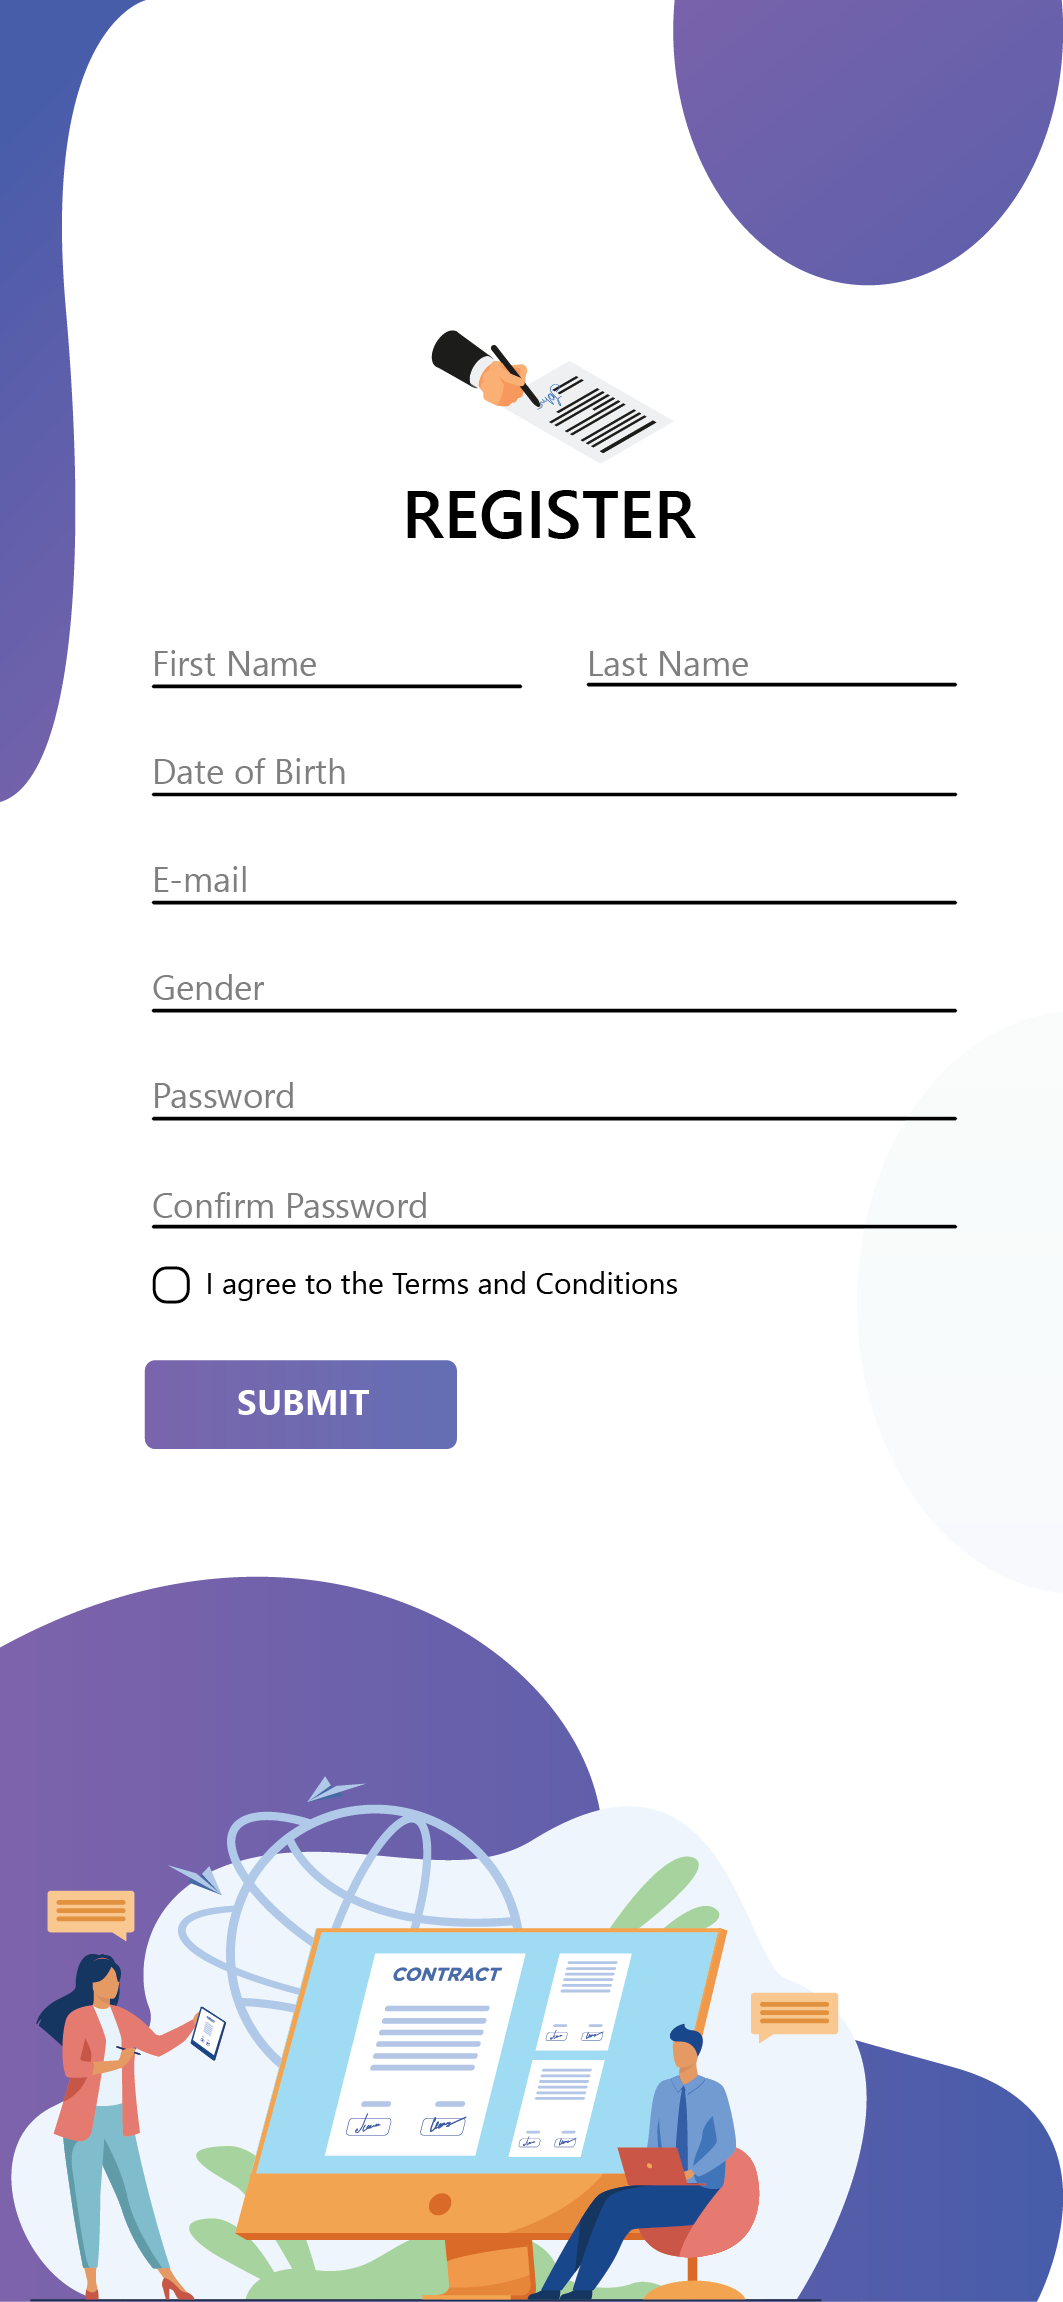 REGISTER
First Name
Last Name
Date of Birth
E-mail
Gender
Password
Confirm Password
I agree to the Terms and Conditions
SUBMIT
CONTRACT